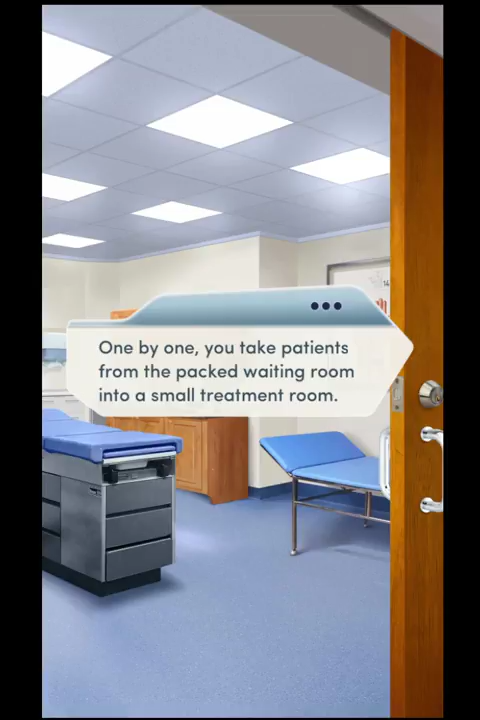 One by one, you take patients
from the packed waiting room
into a small treatment room.